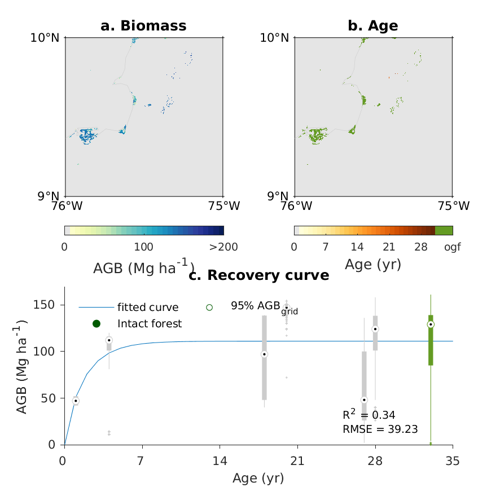 a. Biomass
b. Age
10°N
10°N
9°N
9°N
76°W
75°W
76°W
75°W
0
100
>200
0
7
14
21
28
ogf
AGB (Mg ha-1)
Age (yr)
c. Recovery curve
fitted curve
95% AGBgrid
Intact forest
150
100
50
0
AGB (Mg ha-1)
R2 = 0.34
RMSE = 39.23
0
7
14
21
28
35
Age (yr)